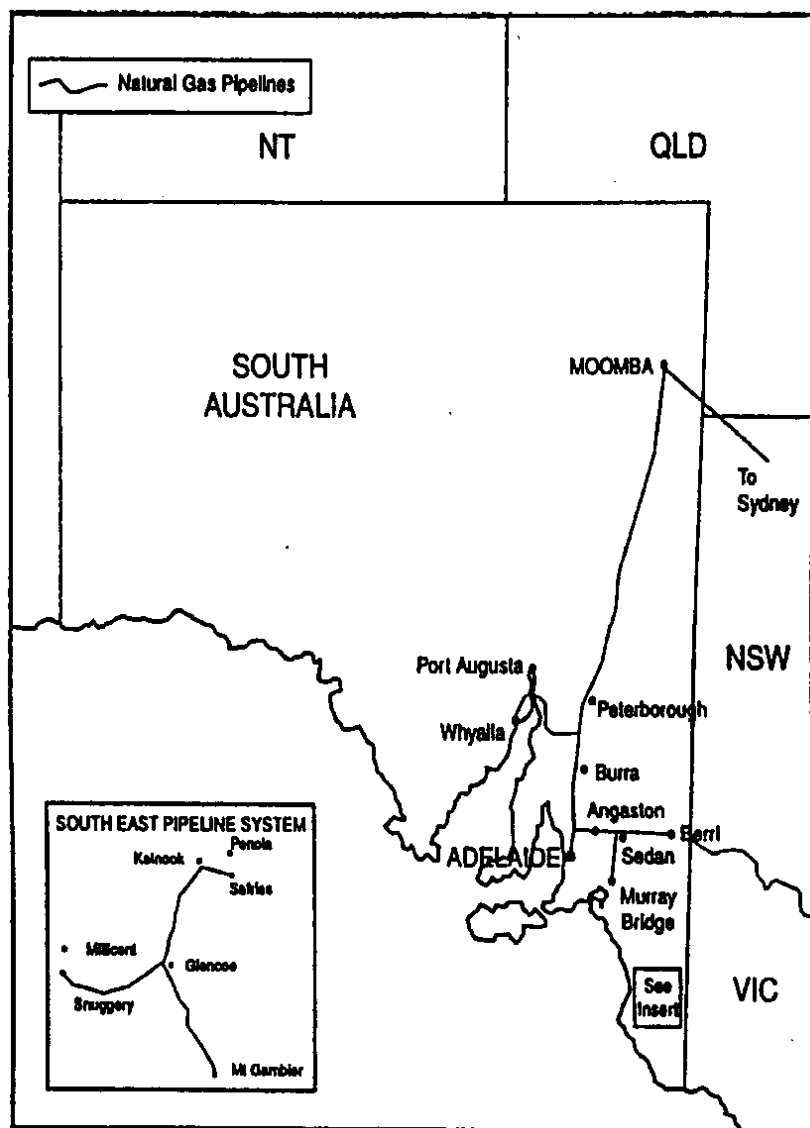 Natural Gas Pipelines
NT
QLD
SOUTH
AUSTRALIA
MOOMBA
To
Sydney
Port Augusta
NSW
Peterborough
Whyalla
Burra
Angaston
Berri
ADELAIDE
Sedan
Murray
Bridge
See
Insert
VIC
SOUTH EAST PIPELINE SYSTEM
Penola
Katnook
Safries
Millicent
Glencoe
Snuggery
Mt Gambier